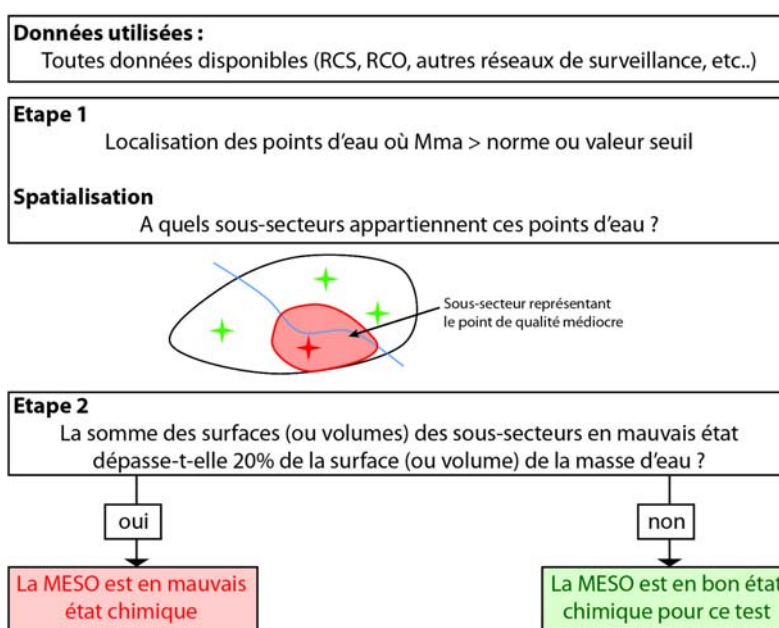 Données utilisées :
Toutes données disponibles (RCS, RCO, autres réseaux de surveillance, etc..)
Etape 1
Localisation des points d'eau où Mma > norme ou valeur seuil
Spatialisation
A quels sous-secteurs appartiennent ces points d'eau ?
Sous-secteur représentant
le point de qualité médiocre
Etape 2
La somme des surfaces (ou volumes) des sous-secteurs en mauvais état
dépasse-t-elle 20% de la surface (ou volume) de la masse d'eau ?
oui
non
La MESO est en mauvais
état chimique
La MESO est en bon état
chimique pour ce test